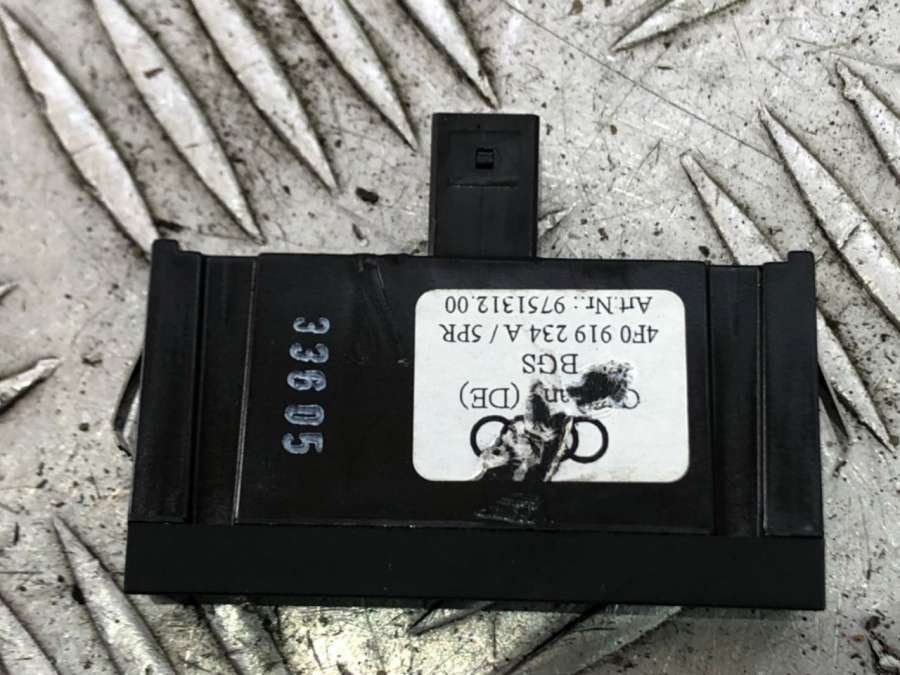 (DE)
BGS
4F0 919 234 A / 5PR
Art.Nr.: 9751312.00
33605